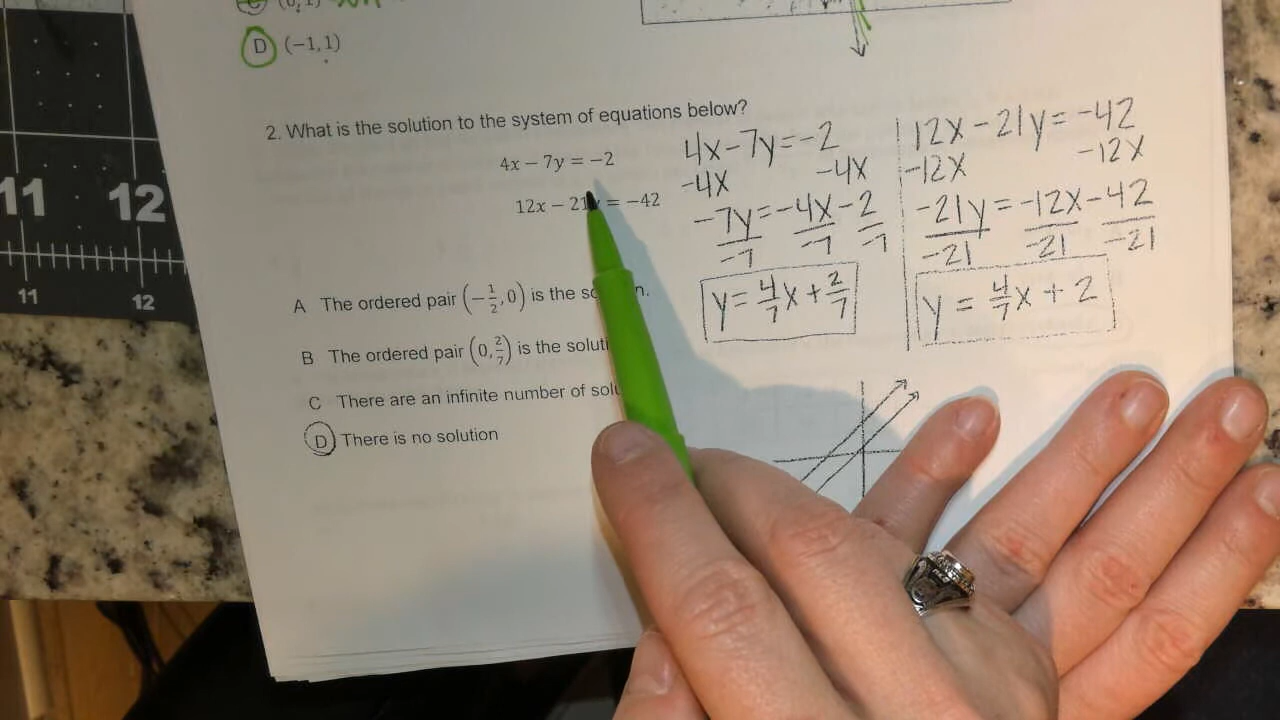 (0, 1)
D (−1, 1)
11 12
11 12
2. What is the solution to the system of equations below?
4x − 7y = −2
12x − 21y = −42
A The ordered pair (−1/2, 0) is the
B The ordered pair (0, 2/7) is the
C There are an infinite number of
D There is no solution
4x-7y=-2
-4x -4x
-7y=-4x-2
-7 -7 -7
y=4/7x+2/7
12x-21y=-42
-12x -12x
-21y=-12x-42
-21 -21 -21
y=4/7x+2